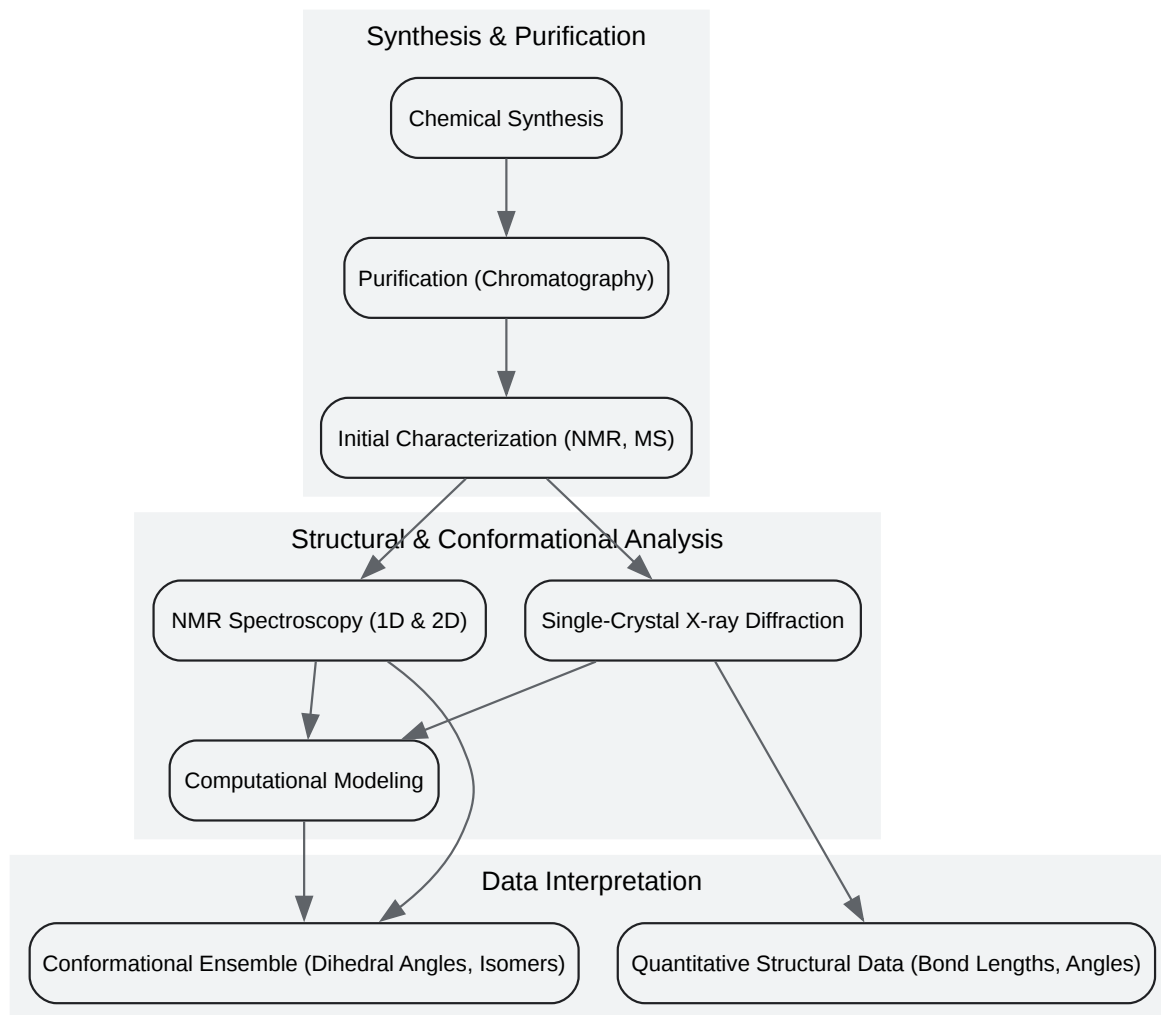 Synthesis & Purification
Chemical Synthesis
Purification (Chromatography)
Initial Characterization (NMR, MS)
Structural & Conformational Analysis
NMR Spectroscopy (1D & 2D)
Single-Crystal X-ray Diffraction
Computational Modeling
Data Interpretation
Conformational Ensemble (Dihedral Angles, Isomers)
Quantitative Structural Data (Bond Lengths, Angles)